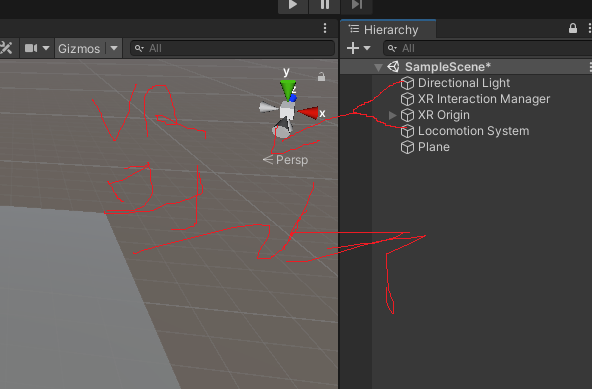 Hierarchy
Gizmos
All
All
SampleScene*
Directional Light
XR Interaction Manager
XR Origin
Locomotion System
Plane
y
z
x
Persp